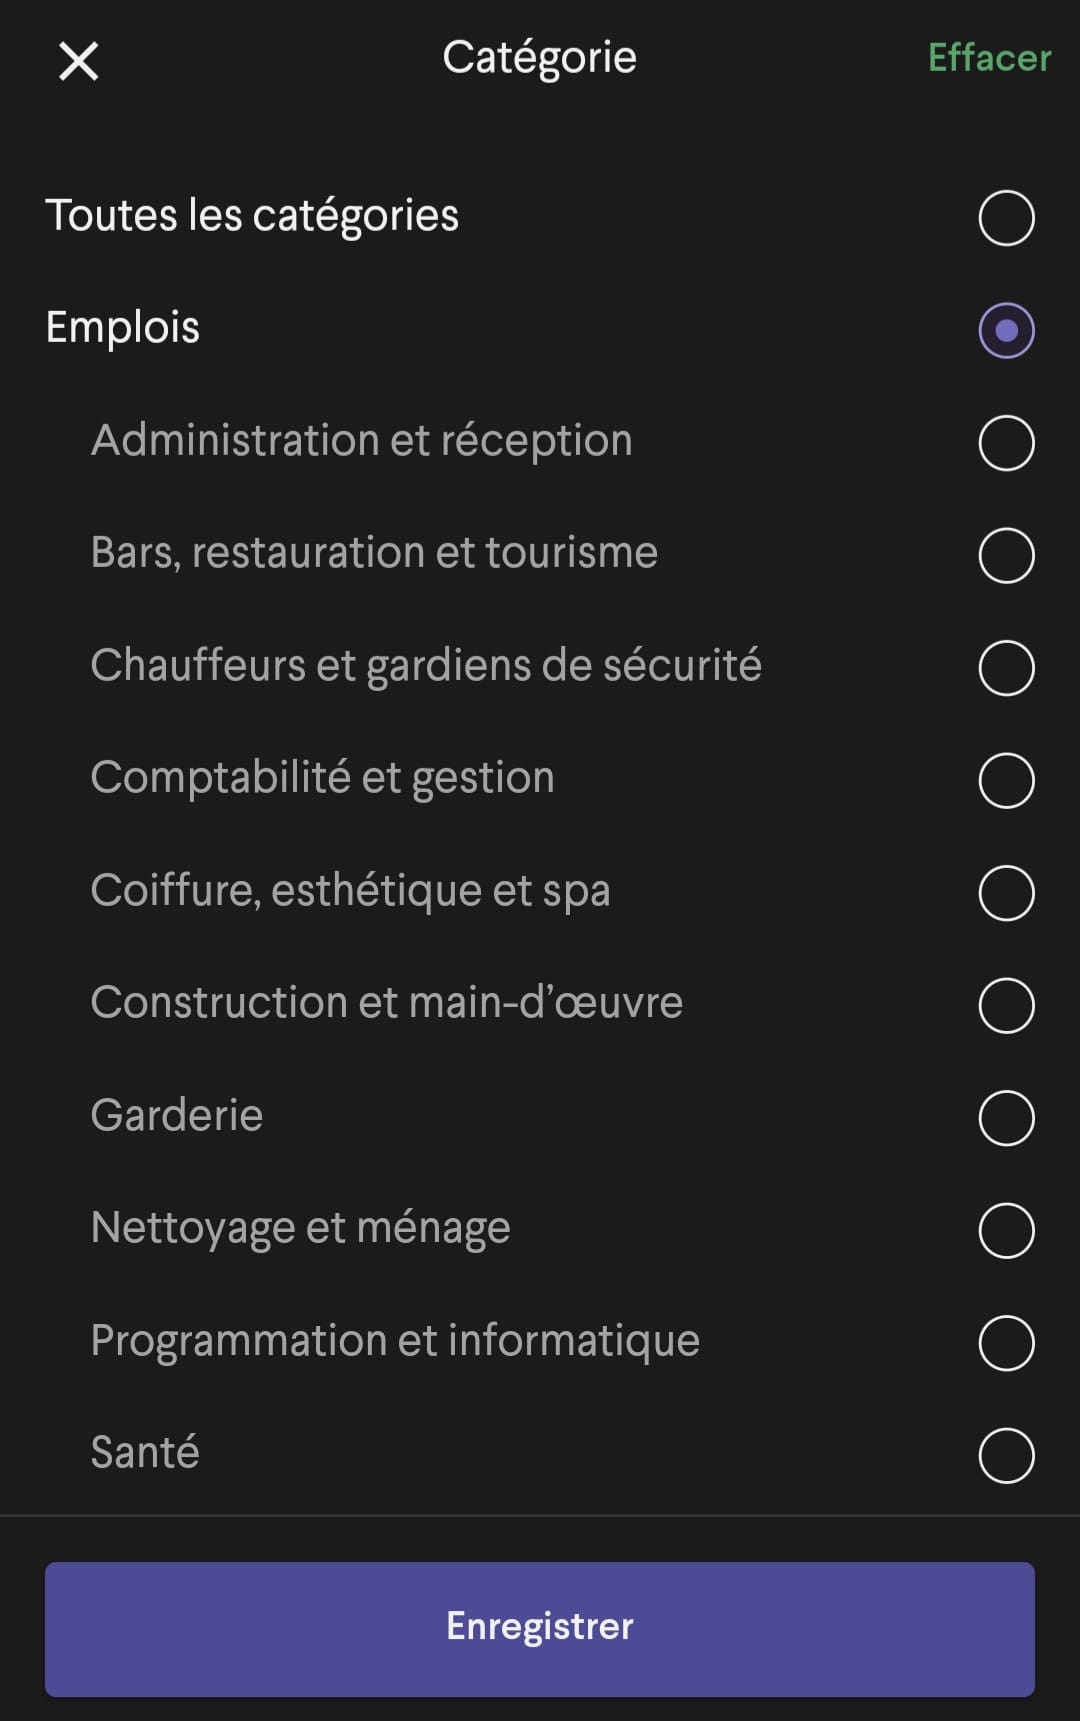 Catégorie
Effacer
Toutes les catégories
Emplois
Administration et réception
Bars, restauration et tourisme
Chauffeurs et gardiens de sécurité
Comptabilité et gestion
Coiffure, esthétique et spa
Construction et main-d’œuvre
Garderie
Nettoyage et ménage
Programmation et informatique
Santé
Enregistrer